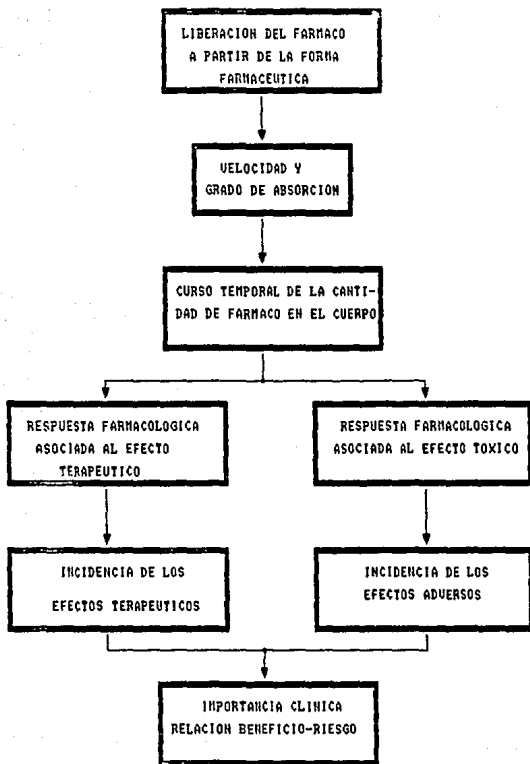 LIBERACION DEL FARMACO
A PARTIR DE LA FORMA
FARMACEUTICA
VELOCIDAD Y
GRADO DE ABSORCION
CURSO TEMPORAL DE LA CANTI-
DAD DE FARMACO EN EL CUERPO
RESPUESTA FARMACOLOGICA
ASOCIADA AL EFECTO
TERAPEUTICO
RESPUESTA FARMACOLOGICA
ASOCIADA AL EFECTO TOXICO
INCIDENCIA DE LOS
EFECTOS TERAPEUTICOS
INCIDENCIA DE LOS
EFECTOS ADVERSOS
IMPORTANCIA CLINICA
RELACION BENEFICIO-RIESGO